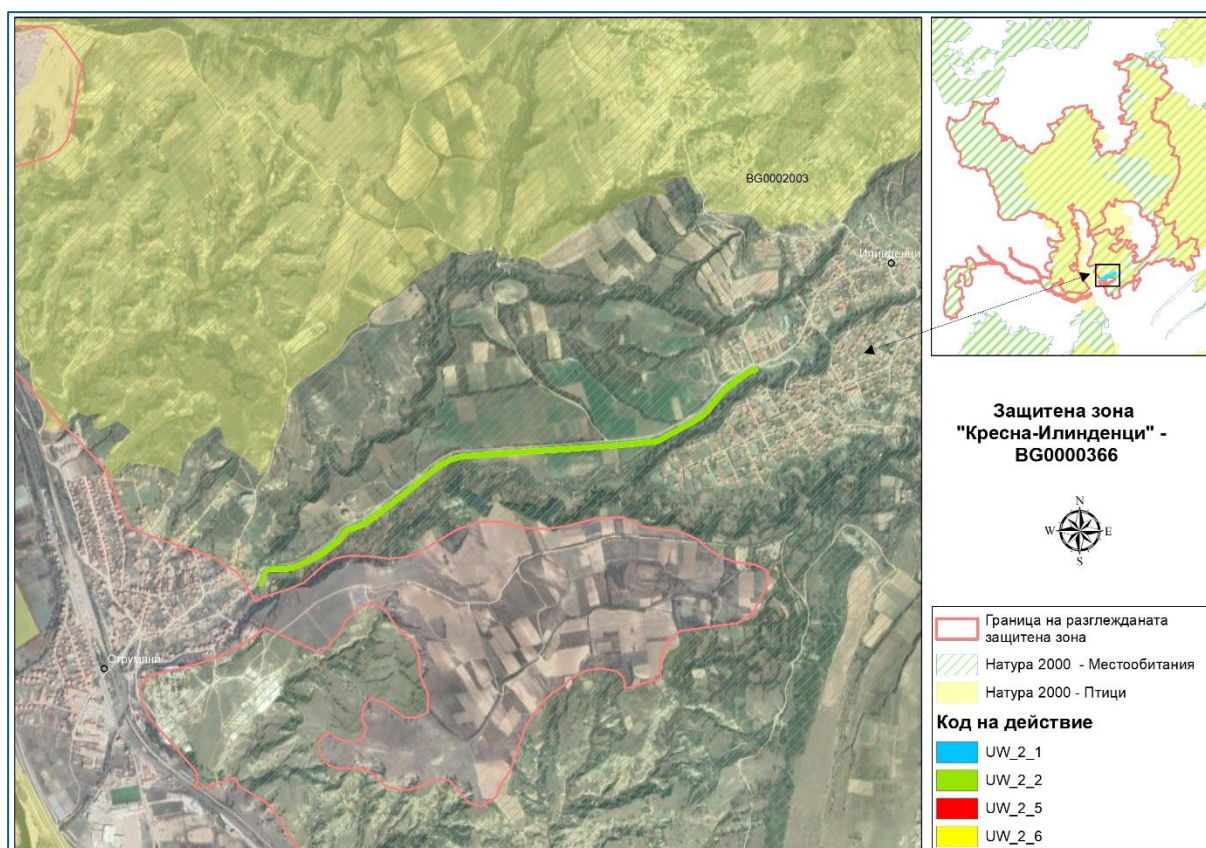 BG0002003
Илинденци
Струмяни
Защитена зона
"Кресна-Илинденци" -
BG0000366
N
W E
S
Граница на разглежданата
защитена зона
Натура 2000 - Местообитания
Натура 2000 - Птици
Код на действие
UW_2_1
UW_2_2
UW_2_5
UW_2_6